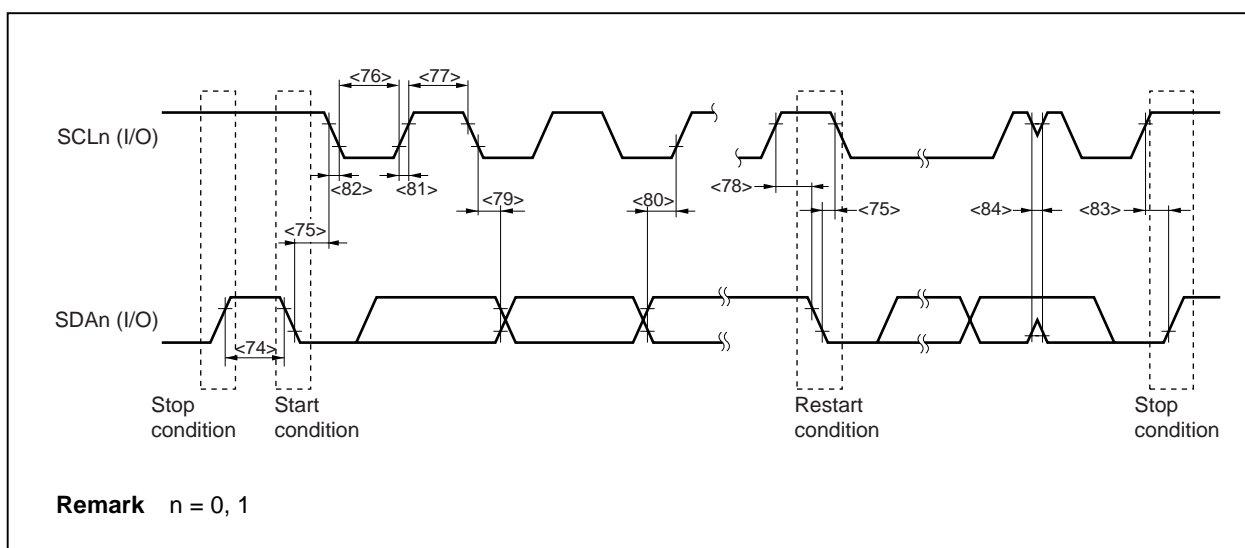 <76>
<77>
SCLn (I/O)
<82>
<81>
<79>
<80>
<78>
<75>
<84>
<83>
<75>
SDAn (I/O)
<74>
Stop
condition
Start
condition
Restart
condition
Stop
condition
Remark n = 0, 1